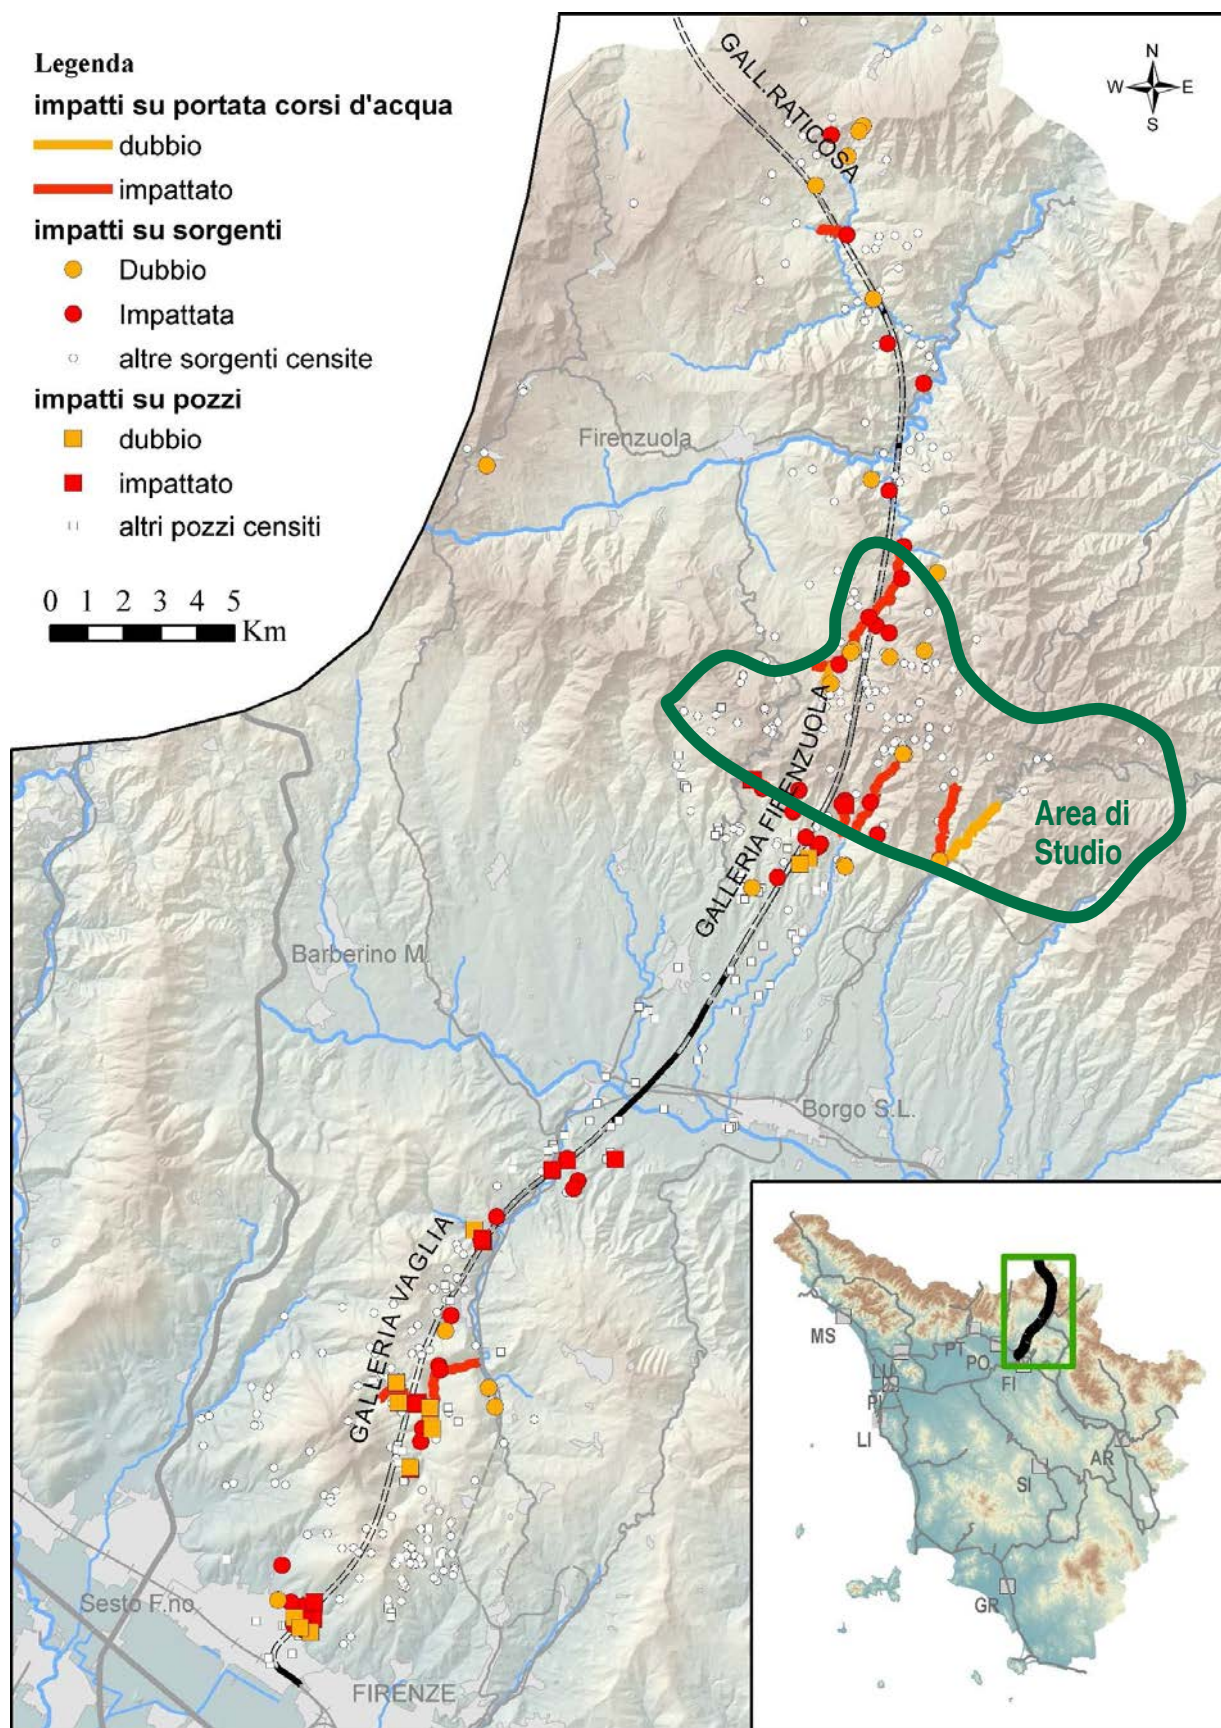 Legenda
impatti su portata corsi d'acqua
dubbio
impattato
impatti su sorgenti
Dubbio
Impattata
altre sorgenti censite
impatti su pozzi
dubbio
impattato
altri pozzi censiti
0 1 2 3 4 5
Km
N
W E
S
GALL.RATICOSA
Firenzuola
GALLERIA FIRENZUOLA
Area di
Studio
Barberino M.
Borgo S.L.
GALLERIA VAGLIA
Sesto F.no
FIRENZE
MS
PT
PO
LU
FI
PI
LI
AR
SI
GR